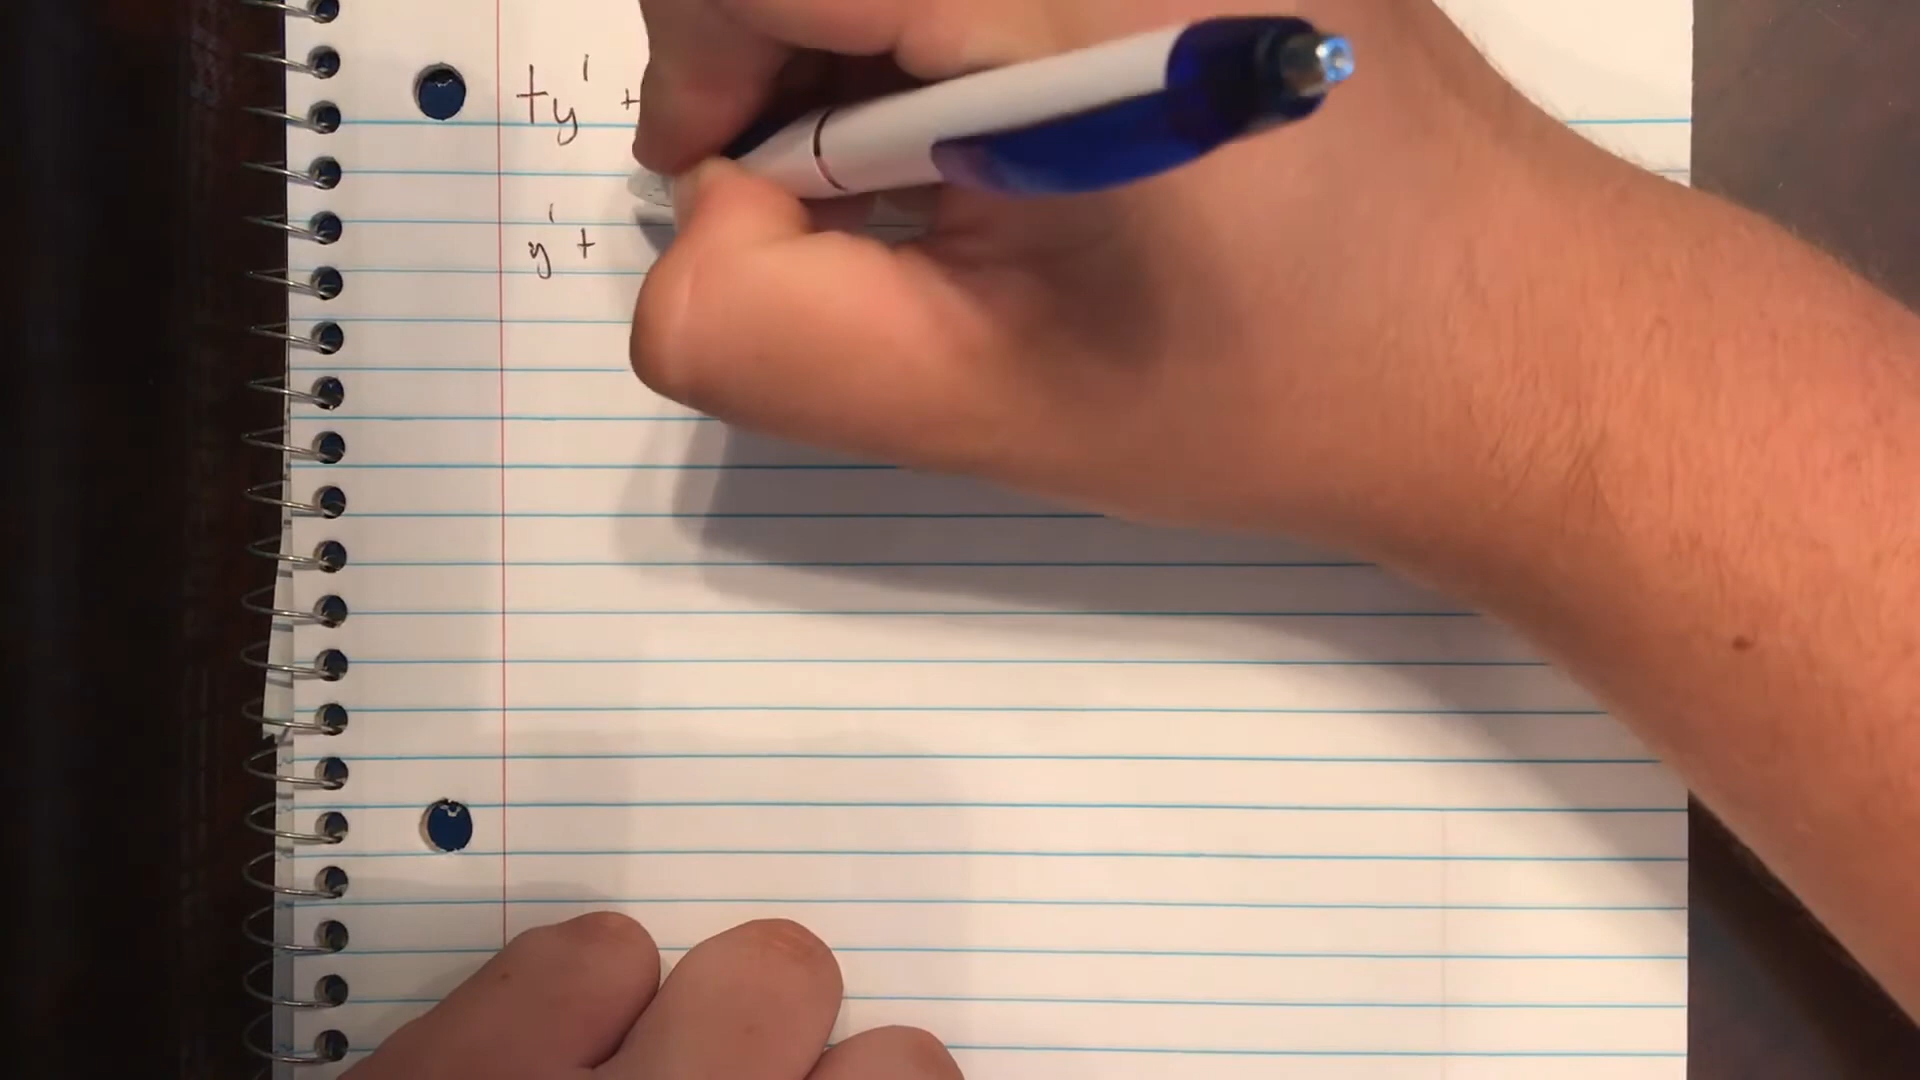 ty' +
y' +